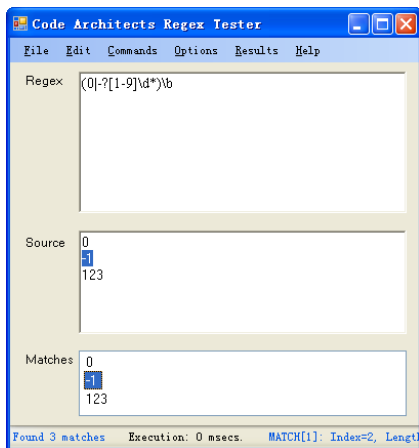 Code Architects Regex Tester
File Edit Commands Options Results Help
Regex
(0|-?[1-9]\d*)\b
Source
0
-1
123
Matches
0
-1
123
Found 3 matches Execution: 0 msecs. MATCH[1]: Index=2, Lengt